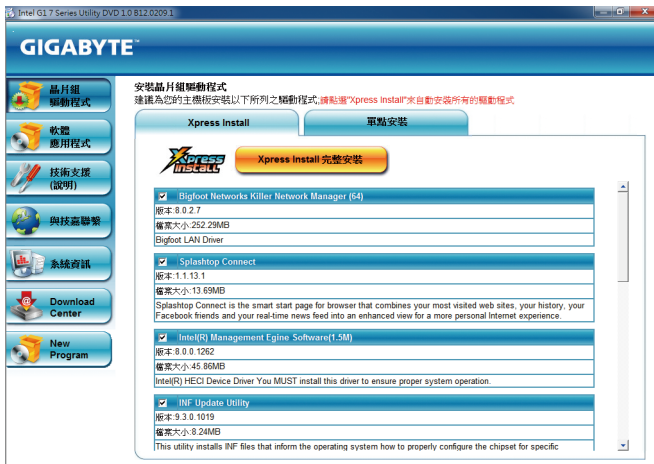 Intel G1 7 Series Utility DVD 1.0 B12.0209.1
GIGABYTE™
晶片組
驅動程式
軟體
應用程式
技術支援
(說明)
與技嘉聯繫
系統資訊
Download
Center
New
Program
安裝晶片組驅動程式
建議為您的主機板安裝以下所列之驅動程式;請點選"Xpress Install"來自動安裝所有的驅動程式
Xpress Install
單點安裝
Xpress
INSTALL
Xpress Install 完整安裝
Bigfoot Networks Killer Network Manager (64)
版本:8.0.2.7
檔案大小:252.29MB
Bigfoot LAN Driver
Splashtop Connect
版本:1.1.13.1
檔案大小:13.69MB
Splashtop Connect is the smart start page for browser that combines your most visited web sites, your history, your
Facebook friends and your real-time news feed into an enhanced view for a more personal Internet experience.
Intel(R) Management Egine Software(1.5M)
版本:8.0.0.1262
檔案大小:45.86MB
Intel(R) HECI Device Driver You MUST install this driver to ensure proper system operation.
INF Update Utility
版本:9.3.0.1019
檔案大小:8.24MB
This utility installs INF files that inform the operating system how to properly configure the chipset for specific